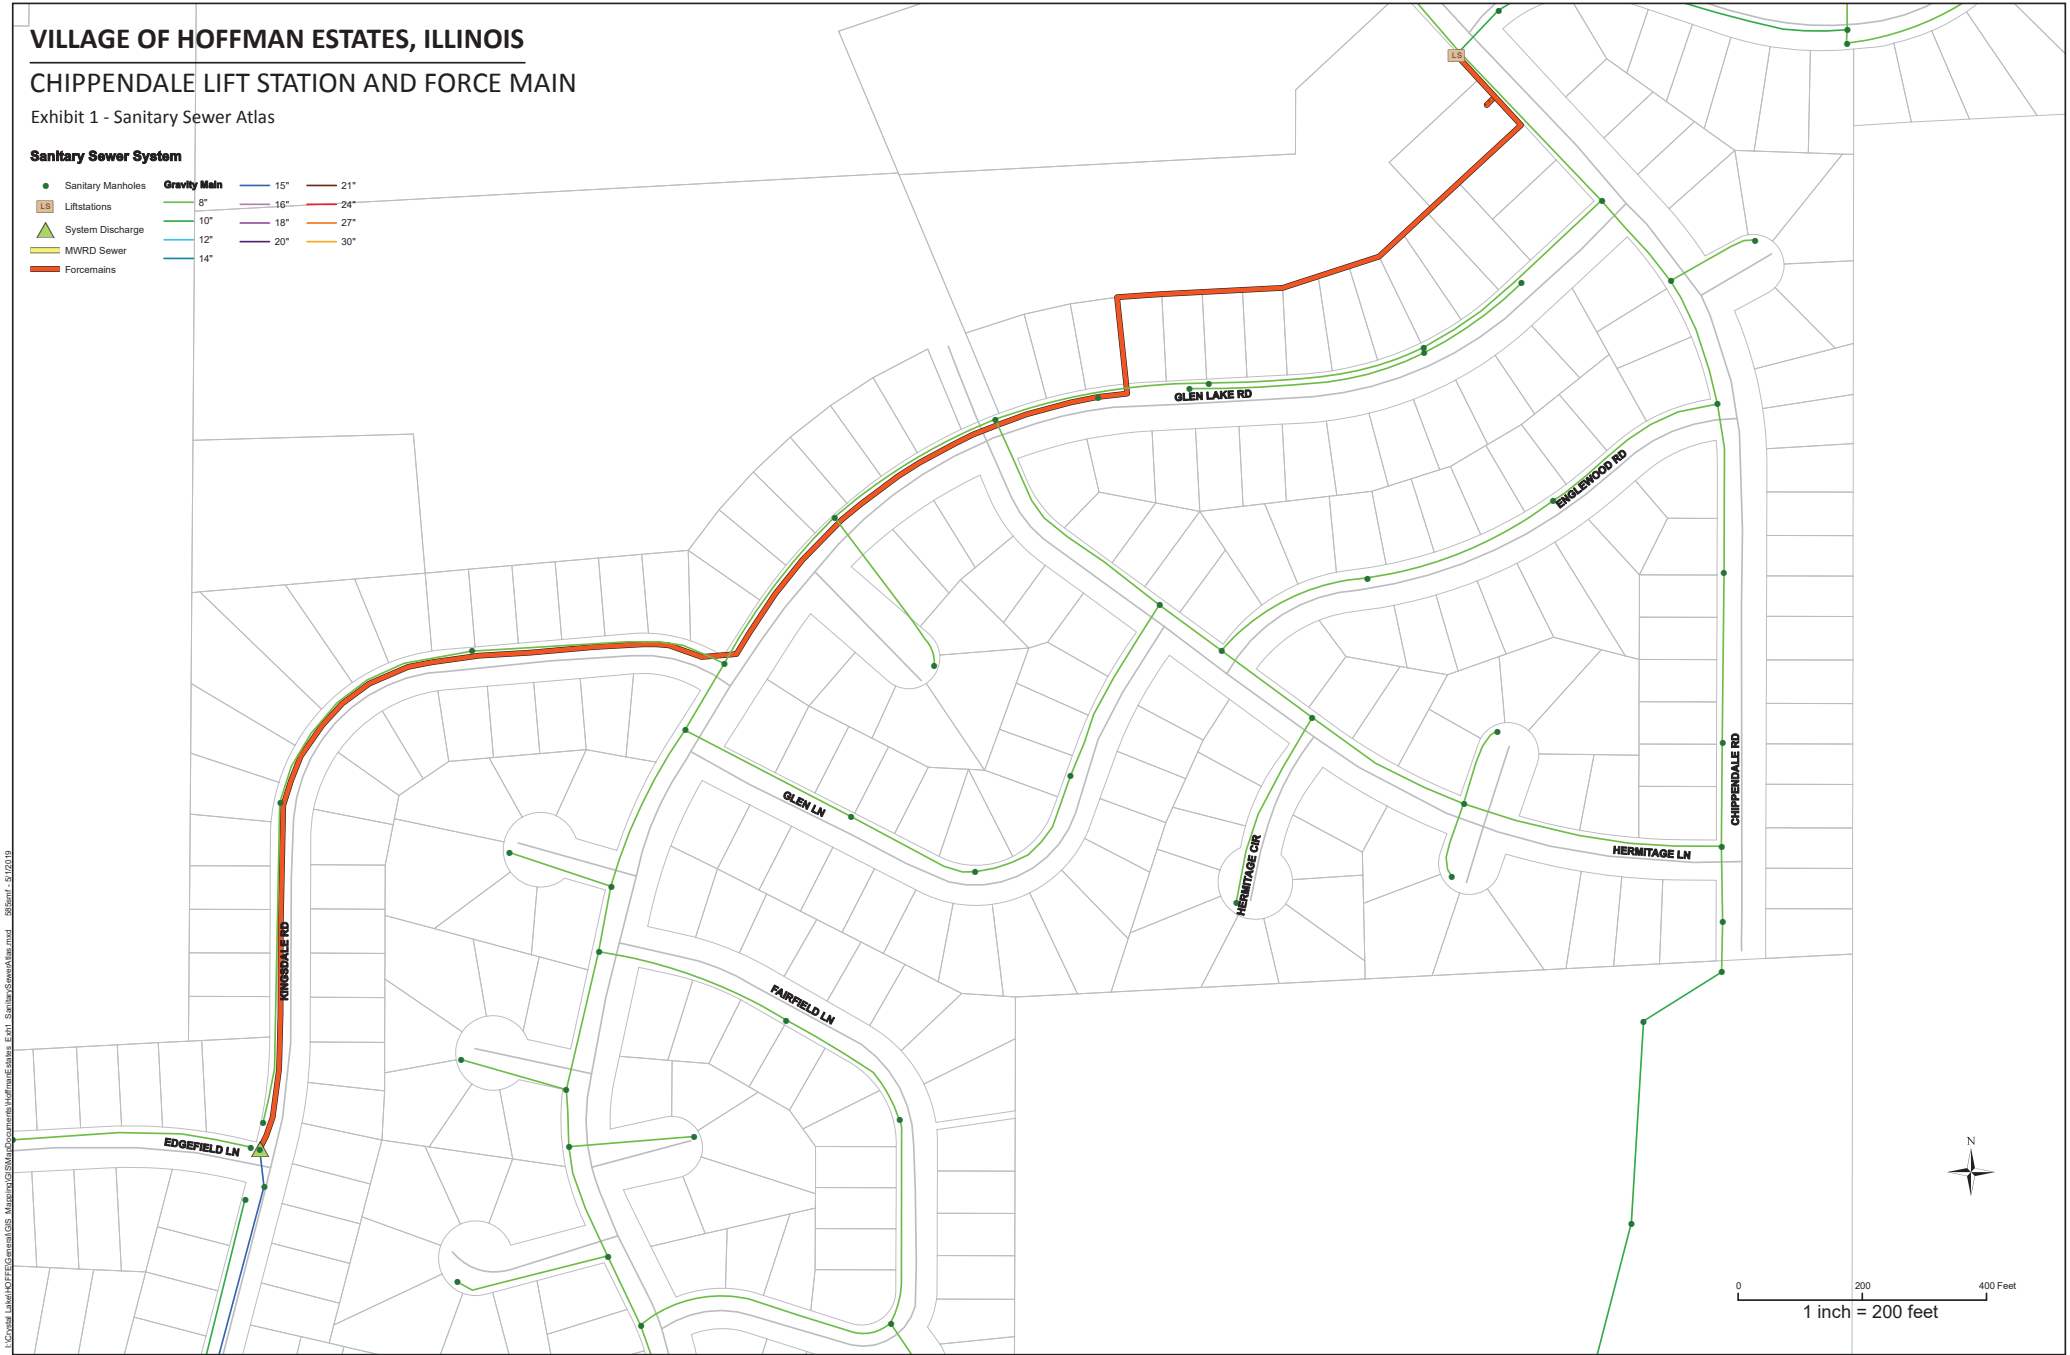 VILLAGE OF HOFFMAN ESTATES, ILLINOIS
CHIPPENDALE LIFT STATION AND FORCE MAIN
Exhibit 1 - Sanitary Sewer Atlas
Sanitary Sewer System
Sanitary Manholes
LS Liftstations
System Discharge
MWRD Sewer
Forcemains
Gravity Main
8"
10"
12"
14"
15"
16"
18"
20"
21"
24"
27"
30"
LS
GLEN LAKE RD
ENGLEWOOD RD
CHIPPENDALE RD
GLEN LN
HERMITAGE CIR
HERMITAGE LN
KINGSDALE RD
FAIRFIELD LN
EDGEFIELD LN
N
0 200 400 Feet
1 inch = 200 feet